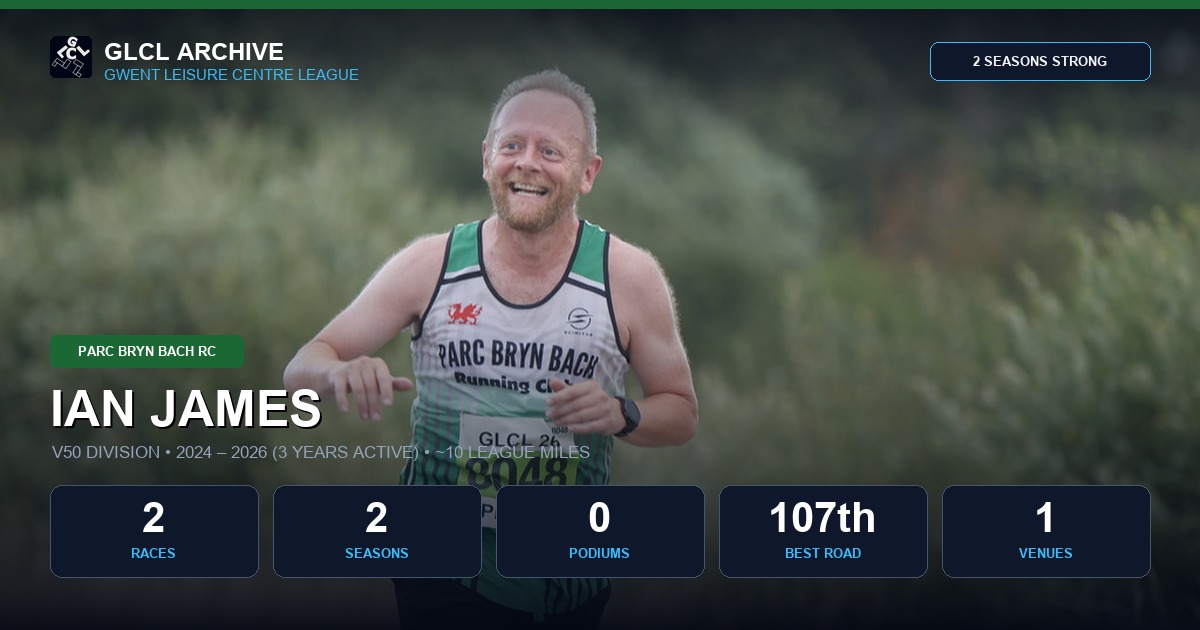 GLCL ARCHIVE
GWENT LEISURE CENTRE LEAGUE
2 SEASONS STRONG
SCIMITAR
PARC BRYN BACH
Running Club
PARC BRYN BACH RC
IAN JAMES
GLCL 26
8048
V50 DIVISION • 2024 – 2026 (3 YEARS ACTIVE) • ~10 LEAGUE MILES
8048
2
RACES
2
SEASONS
0
PODIUMS
107th
BEST ROAD
1
VENUES